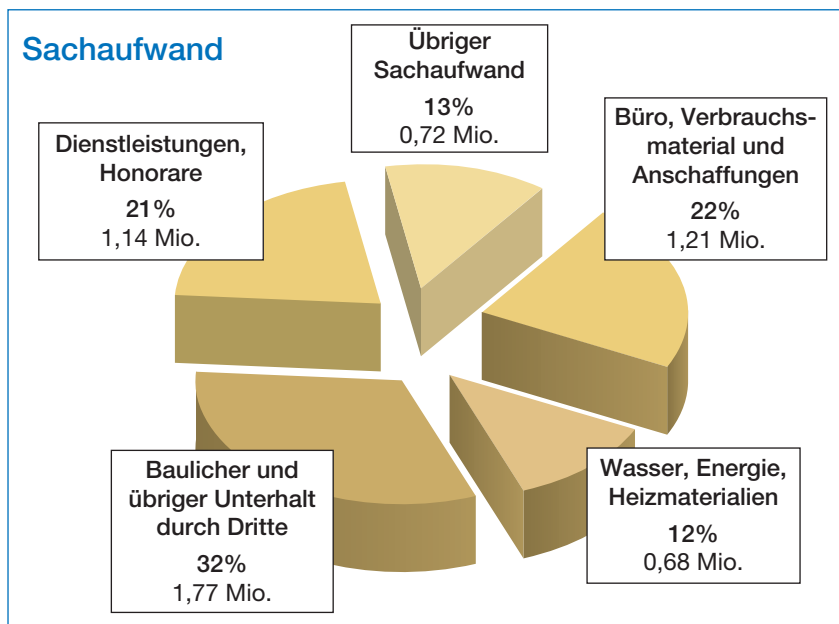 Sachaufwand
Übriger
Sachaufwand
13%
0,72 Mio.
Büro, Verbrauchs-
material und
Anschaffungen
22%
1,21 Mio.
Dienstleistungen,
Honorare
21%
1,14 Mio.
Baulicher und
übriger Unterhalt
durch Dritte
32%
1,77 Mio.
Wasser, Energie,
Heizmaterialien
12%
0,68 Mio.